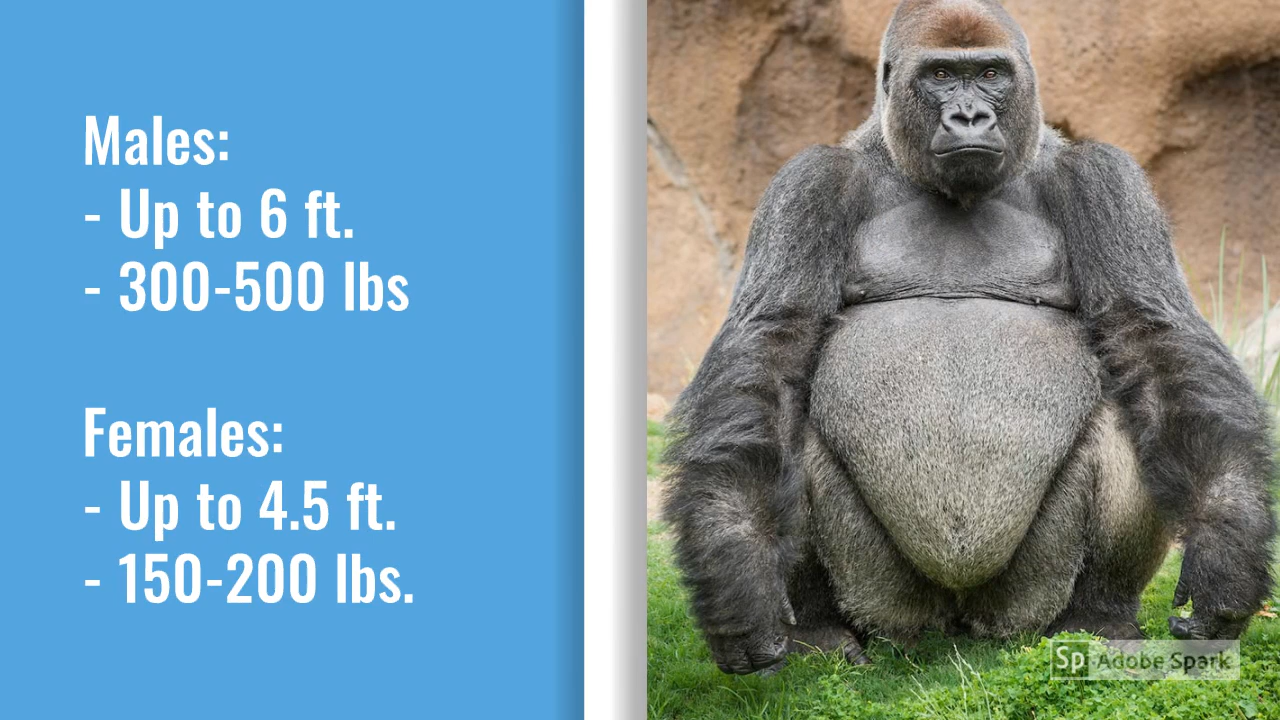 Males:
- Up to 6 ft.
- 300-500 lbs
Females:
- Up to 4.5 ft.
- 150-200 lbs.
Sp Adobe Spark